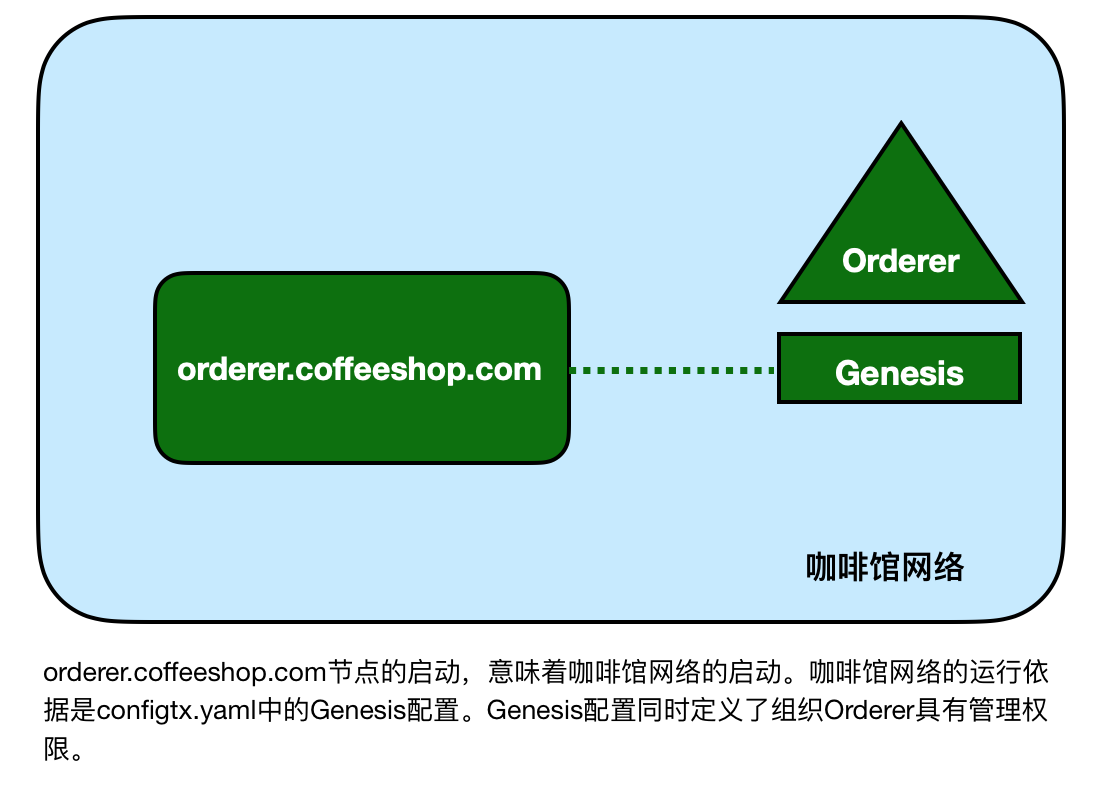 Orderer
orderer.coffeeshop.com
Genesis
咖啡馆网络
orderer.coffeeshop.com节点的启动，意味着咖啡馆网络的启动。咖啡馆网络的运行依
据是configtx.yaml中的Genesis配置。Genesis配置同时定义了组织Orderer具有管理权
限。